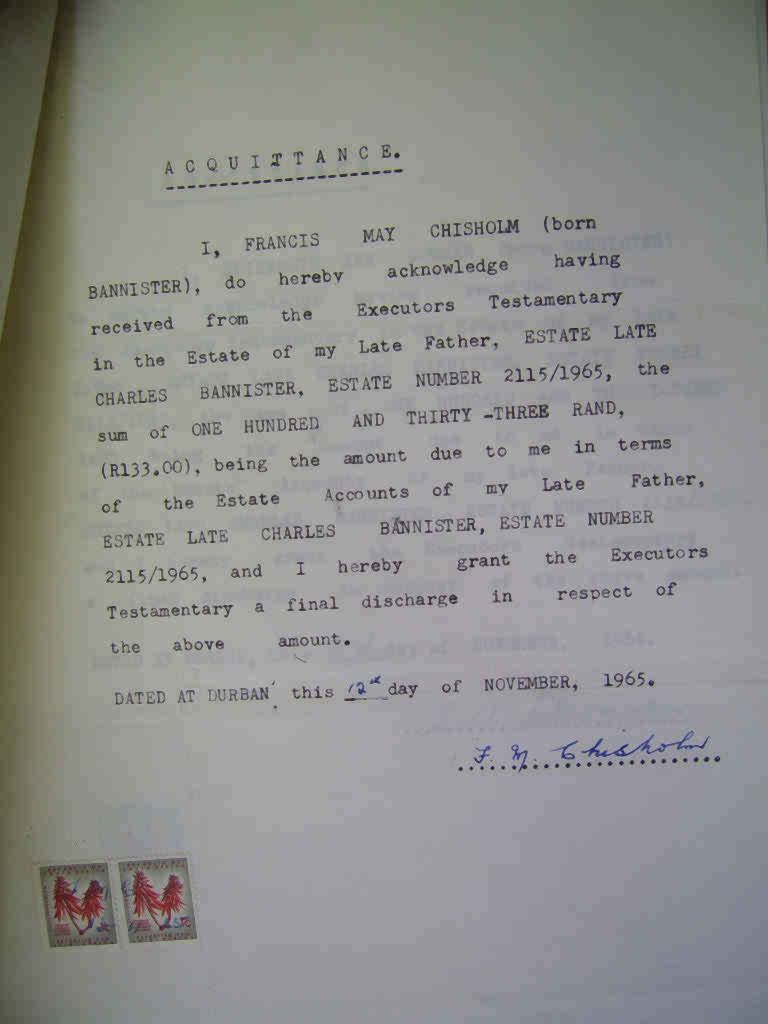 ACQUITTANCE.
I, FRANCIS MAY CHISHOLM (born
BANNISTER), do hereby acknowledge having
received from the Executors Testamentary
in the Estate of my Late Father, ESTATE LATE
CHARLES BANNISTER, ESTATE NUMBER 2115/1965, the
sum of ONE HUNDRED AND THIRTY-THREE RAND,
(R133.00), being the amount due to me in terms
of the Estate Accounts of my Late Father,
ESTATE LATE CHARLES BANNISTER, ESTATE NUMBER
2115/1965, and I hereby grant the Executors
Testamentary a final discharge in respect of
the above amount.
DATED AT DURBAN this 12th day of NOVEMBER, 1965.
F. M. Chisholm